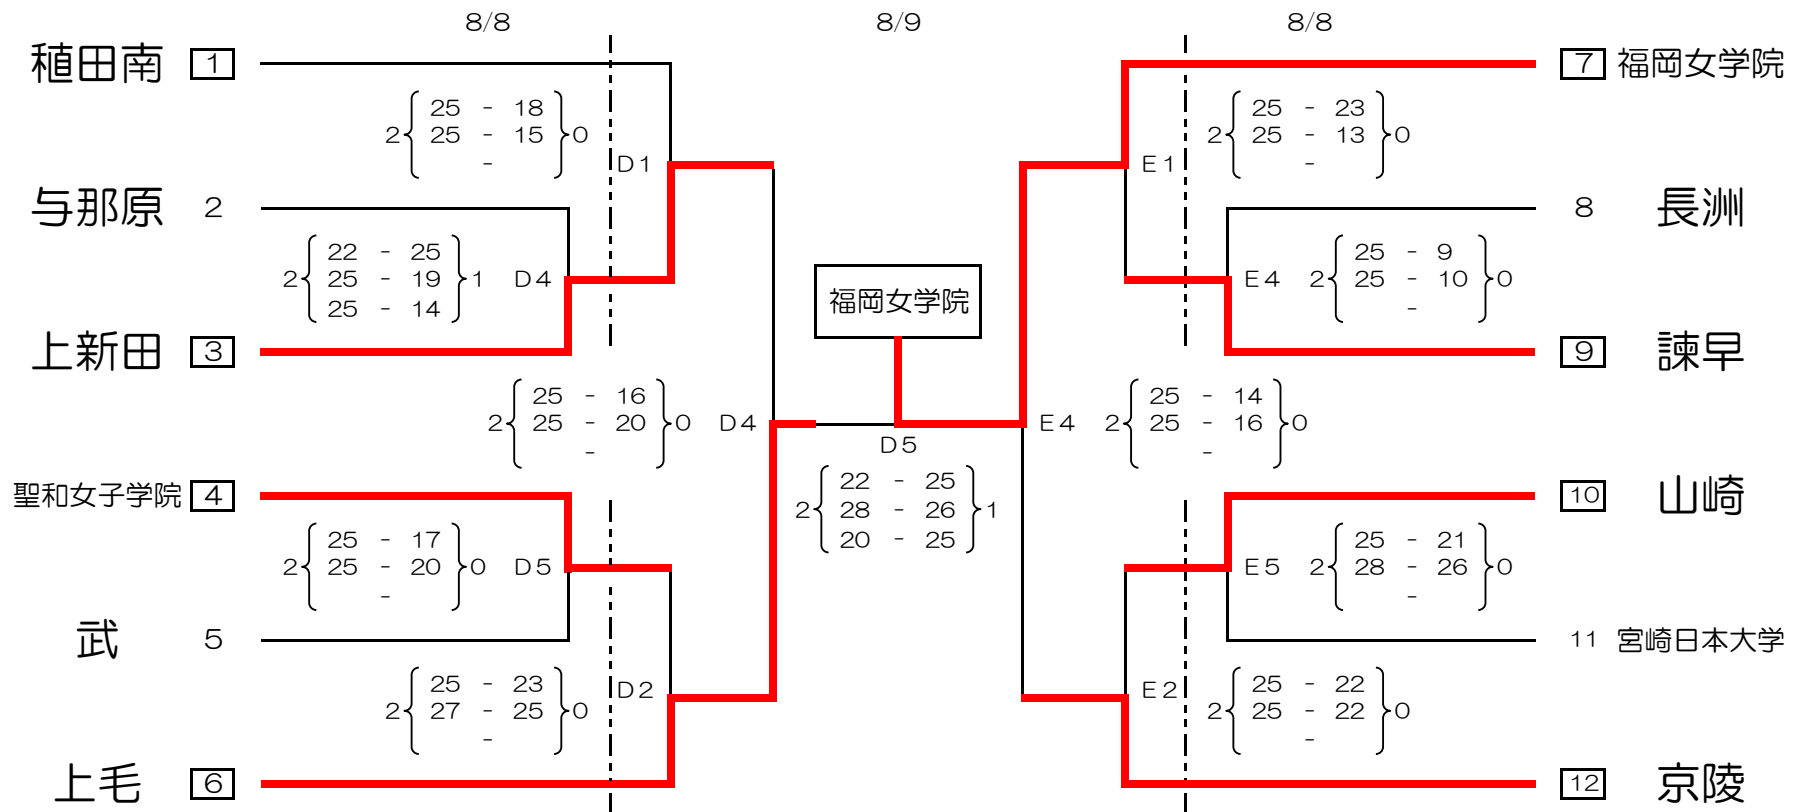 8/8 8/9 8/8
稙田南 1 7 福岡女学院
25 - 18 25 - 23
2 25 - 15 0 2 25 - 13 0
- D1 E1 -
与那原 2 8 長洲
22 - 25 25 - 9
2 25 - 19 1 D4 E4 2 25 - 10 0
25 - 14 -
福岡女学院
上新田 3 9 諫早
25 - 16 25 - 14
2 25 - 20 0 D4 E4 2 25 - 16 0
- -
D5
22 - 25
2 28 - 26 1
20 - 25
聖和女子学院 4 10 山崎
25 - 17 25 - 21
2 25 - 20 0 D5 E5 2 28 - 26 0
- -
武 5 11 宮崎日本大学
25 - 23 D2 E2 25 - 22
2 27 - 25 0 2 25 - 22 0
- -
上毛 6 12 京陵